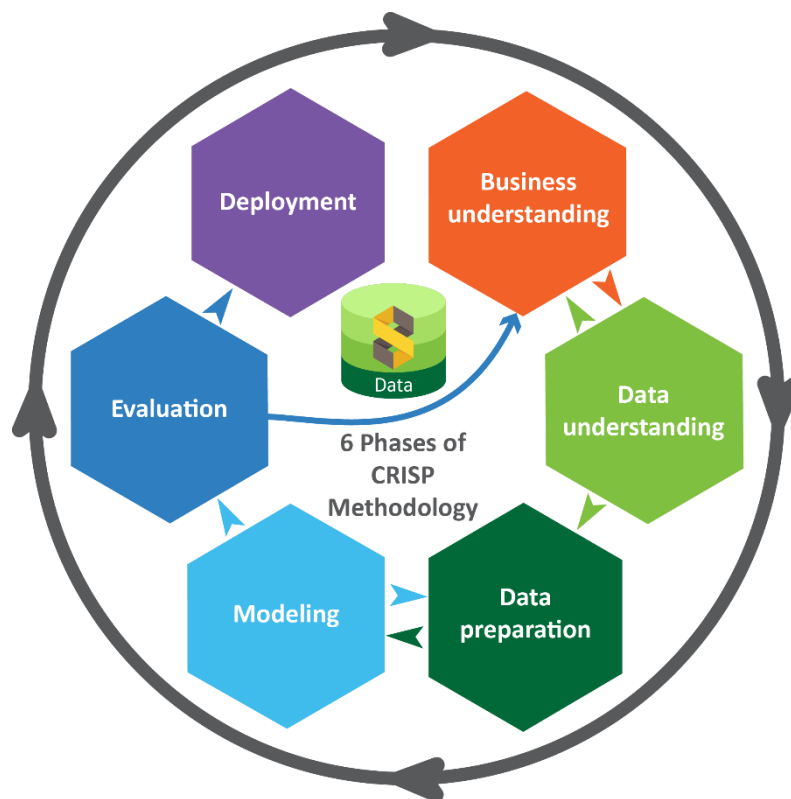 Deployment
Business
understanding
Data
Evaluation
Data
understanding
6 Phases of
CRISP
Methodology
Modeling
Data
preparation